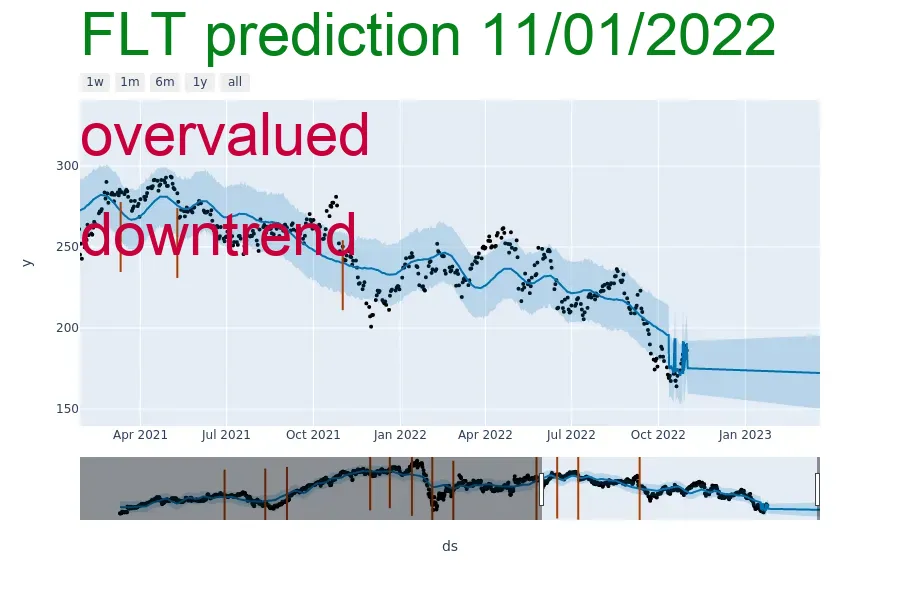 FLT prediction 11/01/2022
1w 1m 6m 1y all
overvalued
300
downtrend
250
y
200
150
Apr 2021 Jul 2021 Oct 2021 Jan 2022 Apr 2022 Jul 2022 Oct 2022 Jan 2023
ds